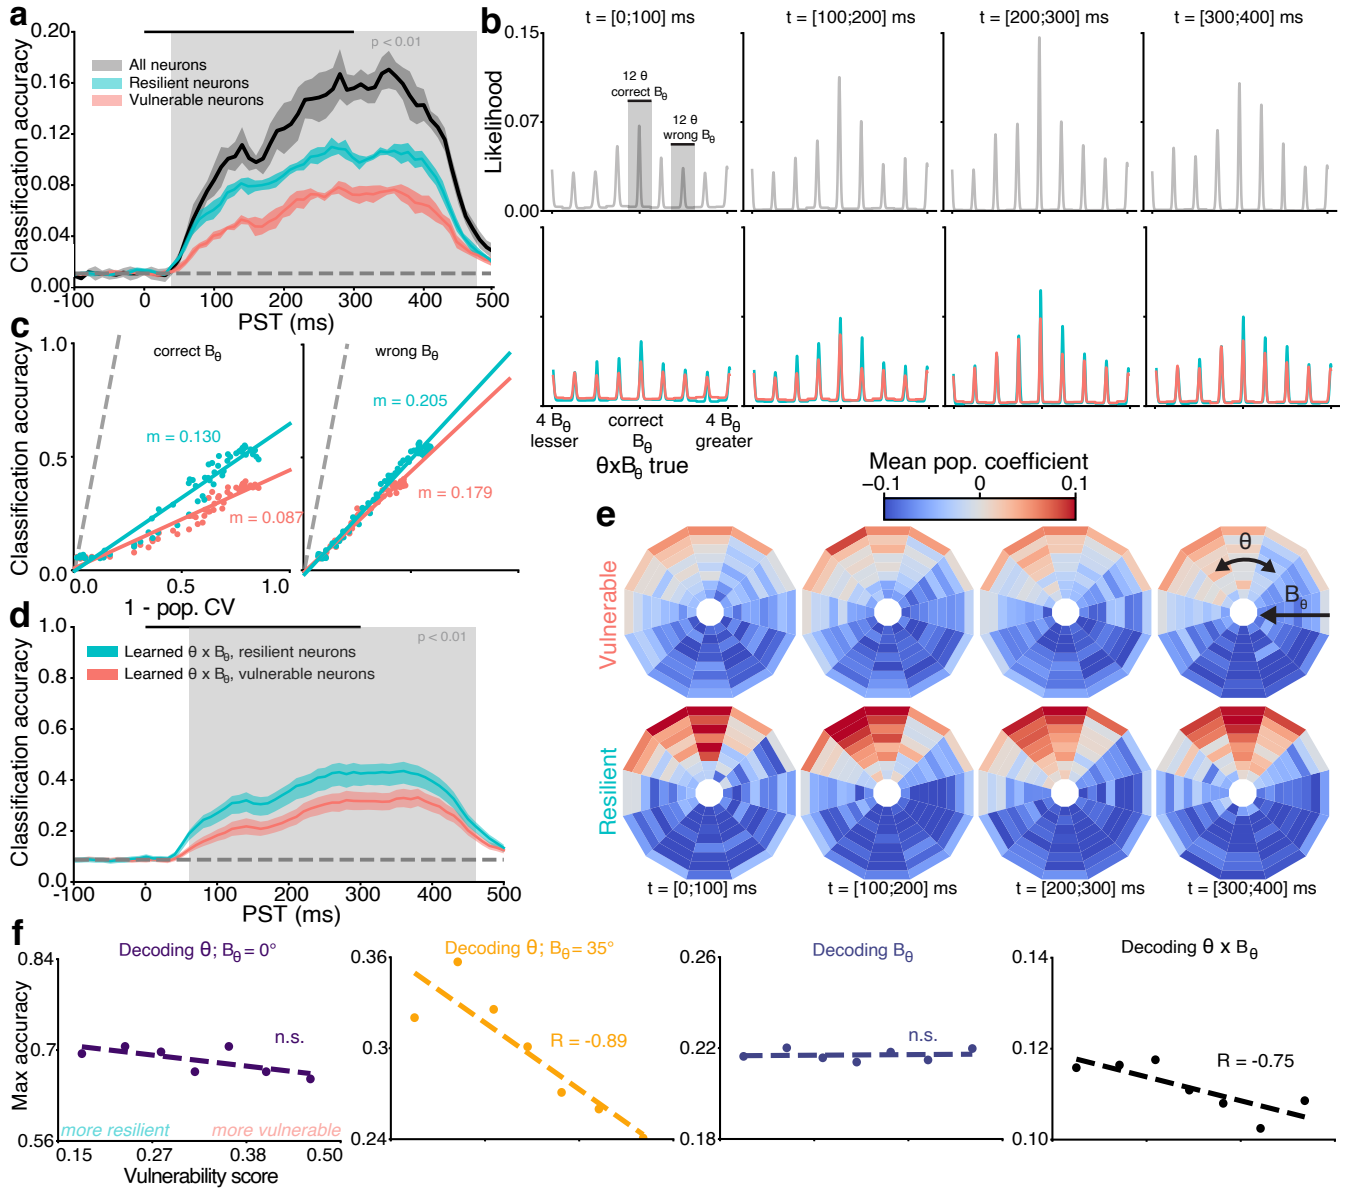 a
0.20
0.16
0.12
0.08
0.04
0.00
Classification accuracy
p < 0.01
All neurons
Resilient neurons
Vulnerable neurons
-100
0
100
200
300
400
500
PST (ms)
b
t = [0;100] ms
t = [100;200] ms
t = [200;300] ms
t = [300;400] ms
0.15
0.07
0.00
Likelihood
12 θ
correct Bθ
12 θ
wrong Bθ
4 Bθ
lesser
correct
Bθ
4 Bθ
greater
θxBθ true
c
1.0
0.5
0.0
Classification accuracy
correct Bθ
m = 0.130
m = 0.087
wrong Bθ
m = 0.205
m = 0.179
0.0
0.5
1.0
1 - pop. CV
d
1.0
0.8
0.6
0.4
0.2
0.0
Classification accuracy
p < 0.01
Learned θ x Bθ, resilient neurons
Learned θ x Bθ, vulnerable neurons
-100
0
100
200
300
400
500
PST (ms)
Mean pop. coefficient
−0.1
0
0.1
e
Vulnerable
θ
Bθ
Resilient
t = [0;100] ms
t = [100;200] ms
t = [200;300] ms
t = [300;400] ms
f
Decoding θ; Bθ = 0°
0.84
0.7
0.56
Max accuracy
n.s.
more resilient
more vulnerable
0.15
0.27
0.38
0.50
Vulnerability score
Decoding θ; Bθ = 35°
0.36
0.3
0.24
R = -0.89
Decoding Bθ
0.26
0.22
0.18
n.s.
Decoding θ x Bθ
0.14
0.12
0.10
R = -0.75